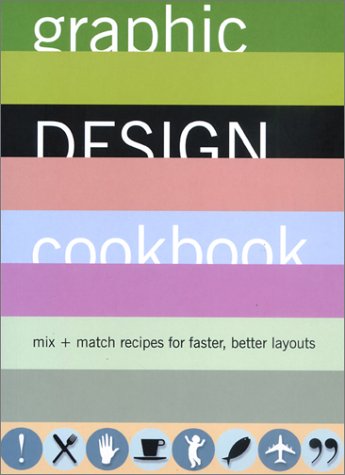 graphic
DESIGN
cookbook
mix + match recipes for faster, better layouts
! ”